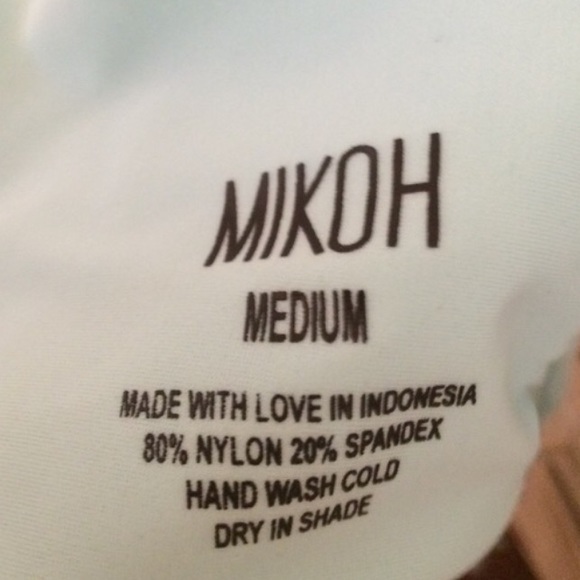 MIKOH
MEDIUM
MADE WITH LOVE IN INDONESIA
80% NYLON 20% SPANDEX
HAND WASH COLD
DRY IN SHADE